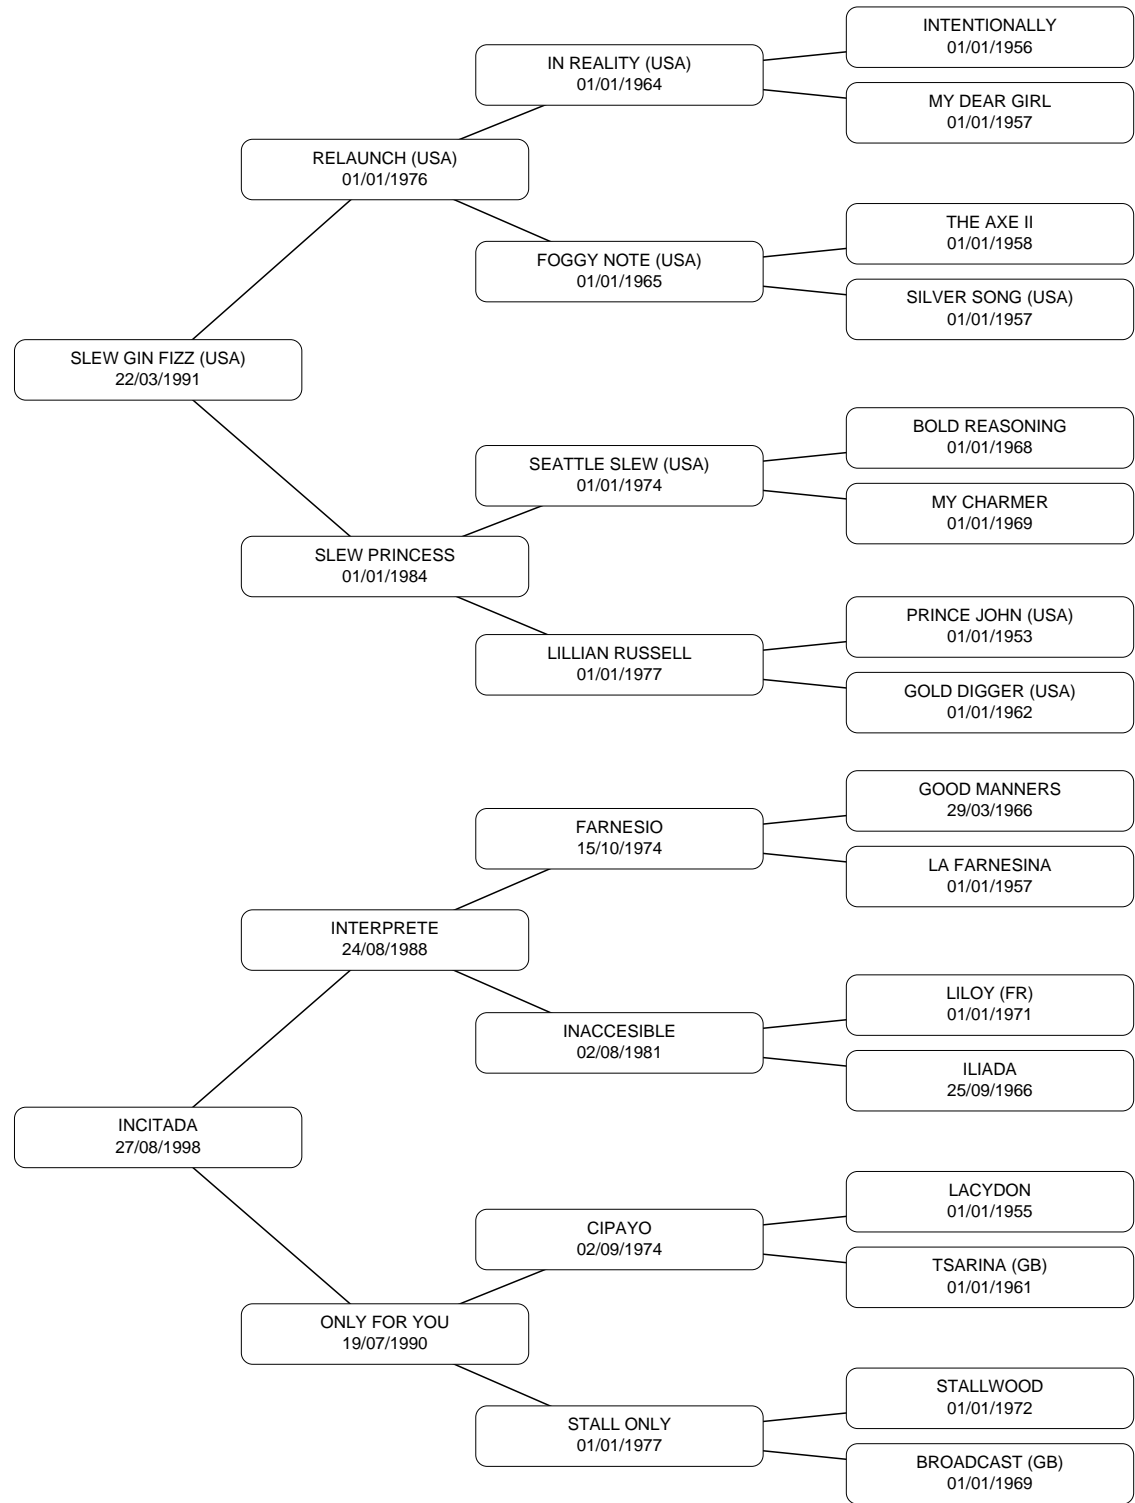 INTENTIONALLY
01/01/1956
IN REALITY (USA)
01/01/1964
MY DEAR GIRL
01/01/1957
RELAUNCH (USA)
01/01/1976
THE AXE II
01/01/1958
FOGGY NOTE (USA)
01/01/1965
SILVER SONG (USA)
01/01/1957
SLEW GIN FIZZ (USA)
22/03/1991
BOLD REASONING
01/01/1968
SEATTLE SLEW (USA)
01/01/1974
MY CHARMER
01/01/1969
SLEW PRINCESS
01/01/1984
PRINCE JOHN (USA)
01/01/1953
LILLIAN RUSSELL
01/01/1977
GOLD DIGGER (USA)
01/01/1962
GOOD MANNERS
29/03/1966
FARNESIO
15/10/1974
LA FARNESINA
01/01/1957
INTERPRETE
24/08/1988
LILOY (FR)
01/01/1971
INACCESIBLE
02/08/1981
ILIADA
25/09/1966
INCITADA
27/08/1998
LACYDON
01/01/1955
CIPAYO
02/09/1974
TSARINA (GB)
01/01/1961
ONLY FOR YOU
19/07/1990
STALLWOOD
01/01/1972
STALL ONLY
01/01/1977
BROADCAST (GB)
01/01/1969